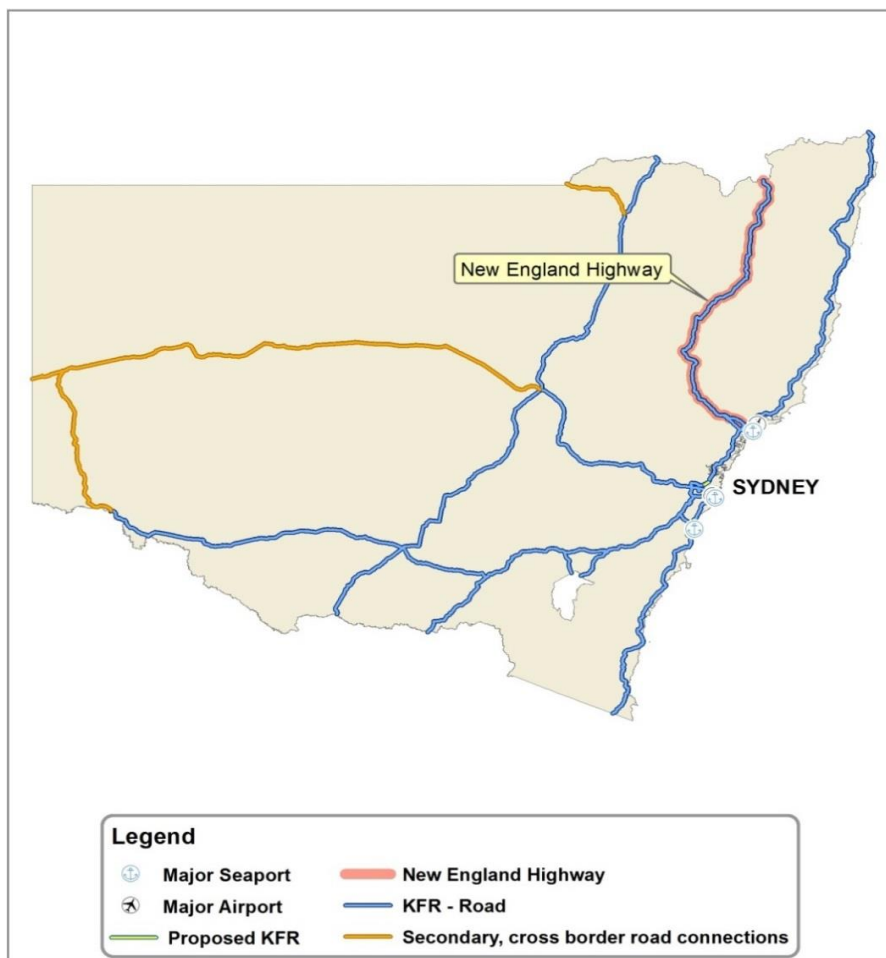 New England Highway
SYDNEY
Legend
Major Seaport
New England Highway
Major Airport
KFR - Road
Proposed KFR
Secondary, cross border road connections